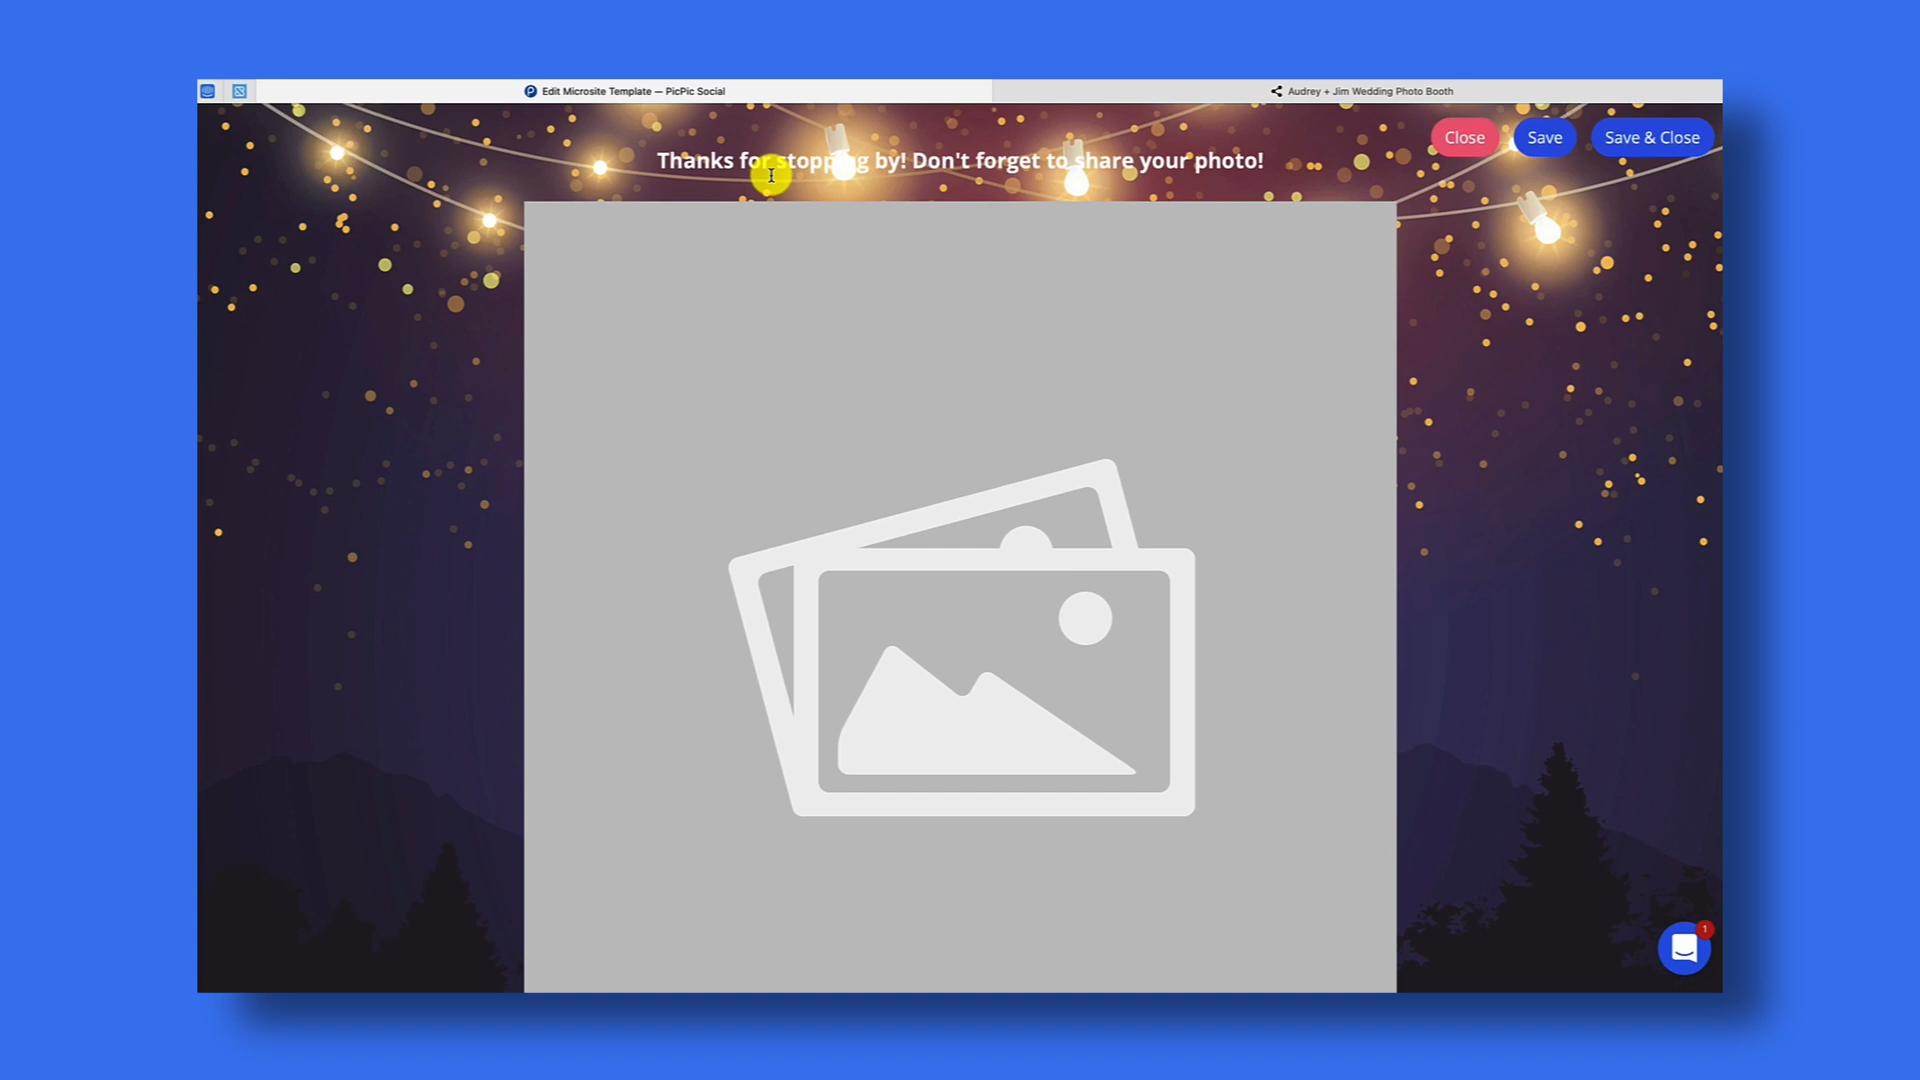 Edit Microsite Template — PicPic Social
Audrey + Jim Wedding Photo Booth
Close
Save
Save & Close
Thanks for stopping by! Don't forget to share your photo!
1